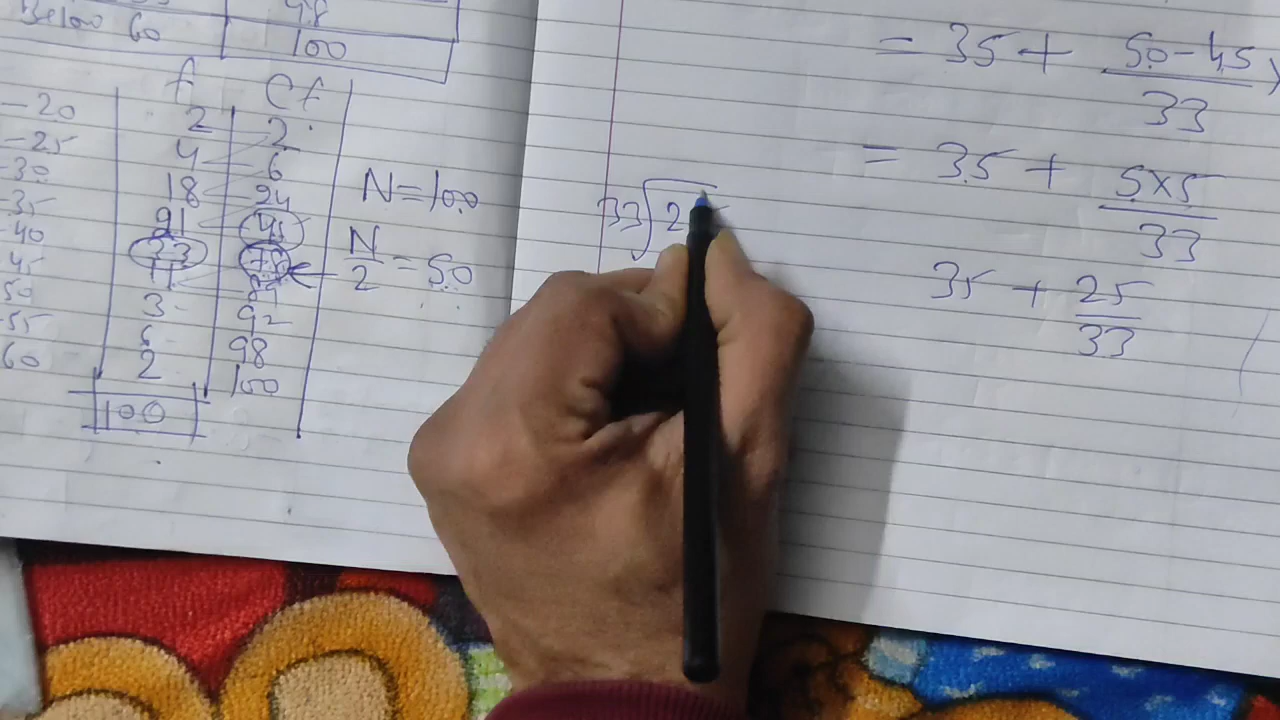 Below 60 98
100
f Cf
-20 2 2
-25 4 6
-30 18 24
-35 21 45
-40 33 78
-45 11
50 3 92
-55 6 98
60 2 100
100
N=100
N/2 = 50
33 2
= 35 + 50-45/33 ×
= 35 + 5×5/33
35 + 25/33